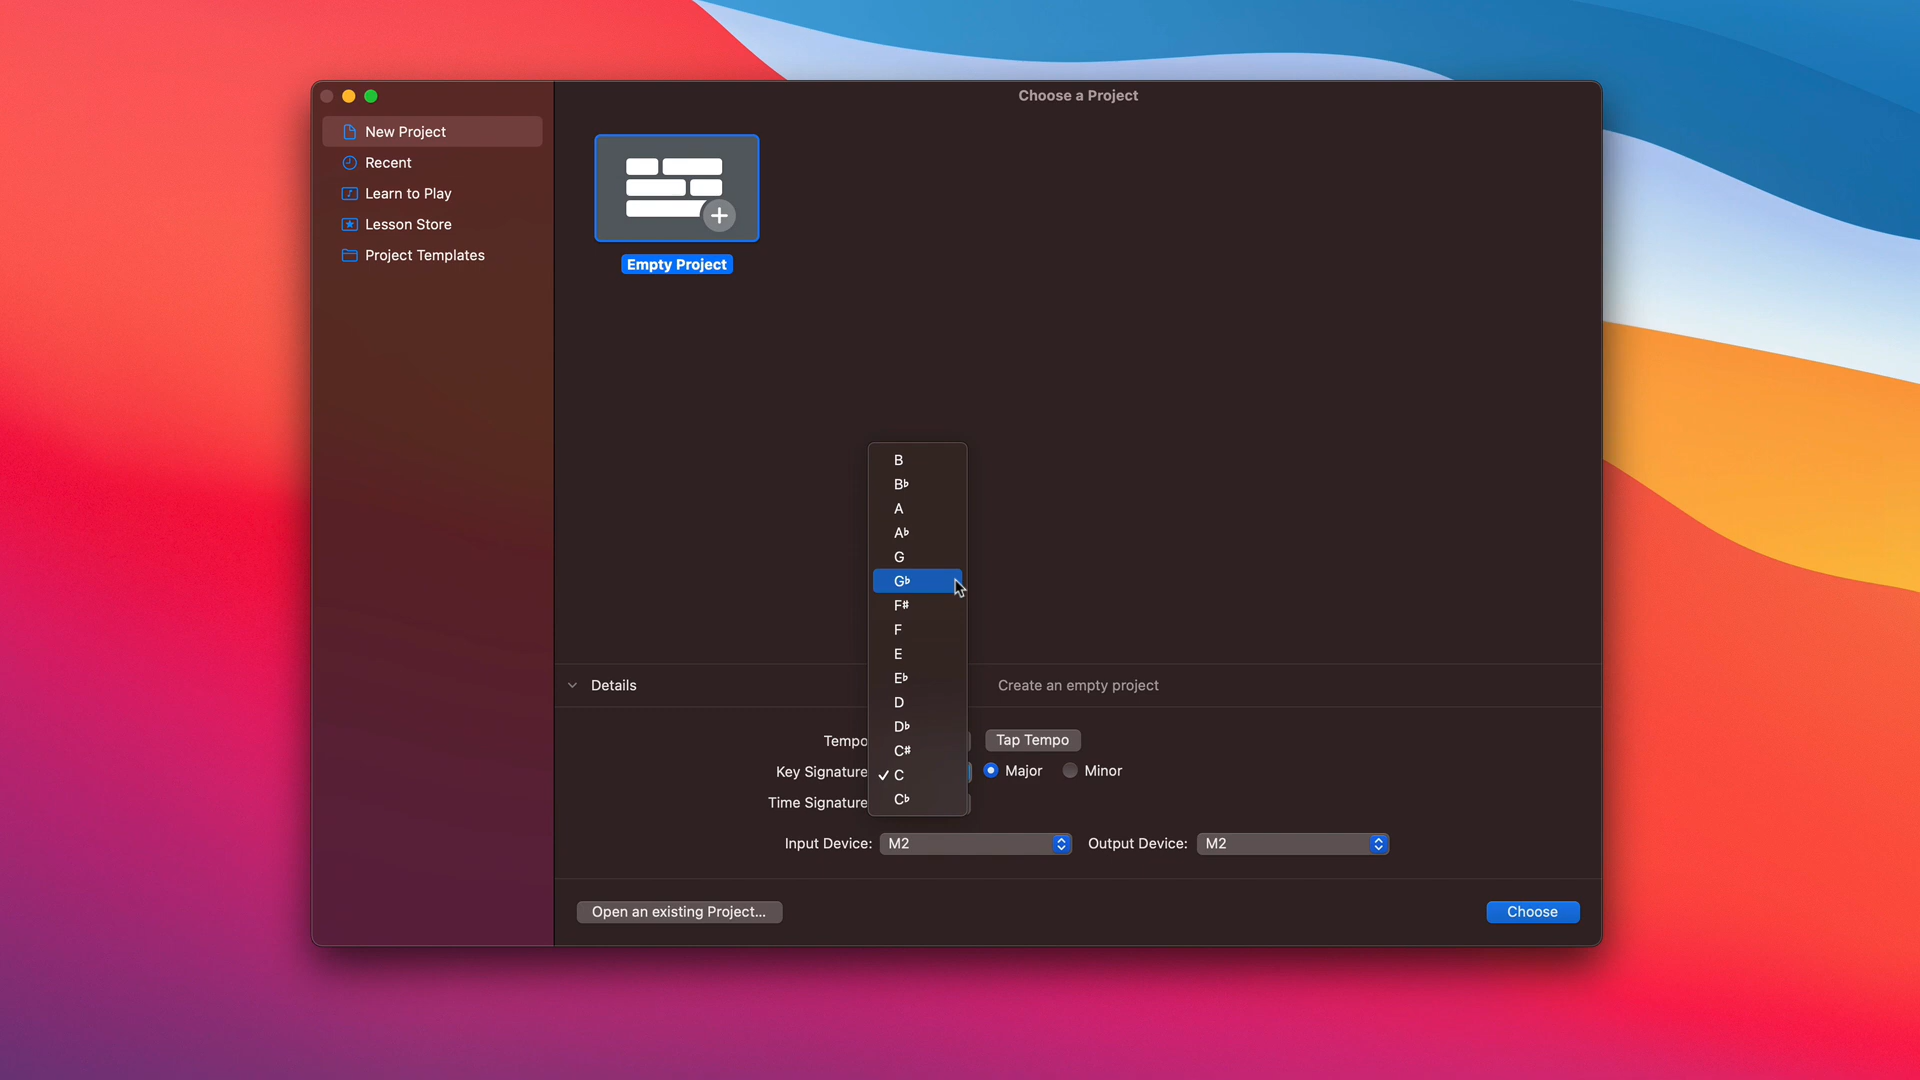 Choose a Project
New Project
Recent
Learn to Play
Lesson Store
Project Templates
Empty Project
B
B♭
A
A♭
G
G♭
F#
F
E
E♭
D
D♭
C#
✓ C
C♭
Details
Create an empty project
Tempo
Tap Tempo
Key Signature
Major
Minor
Time Signature
Input Device: M2
Output Device: M2
Open an existing Project...
Choose